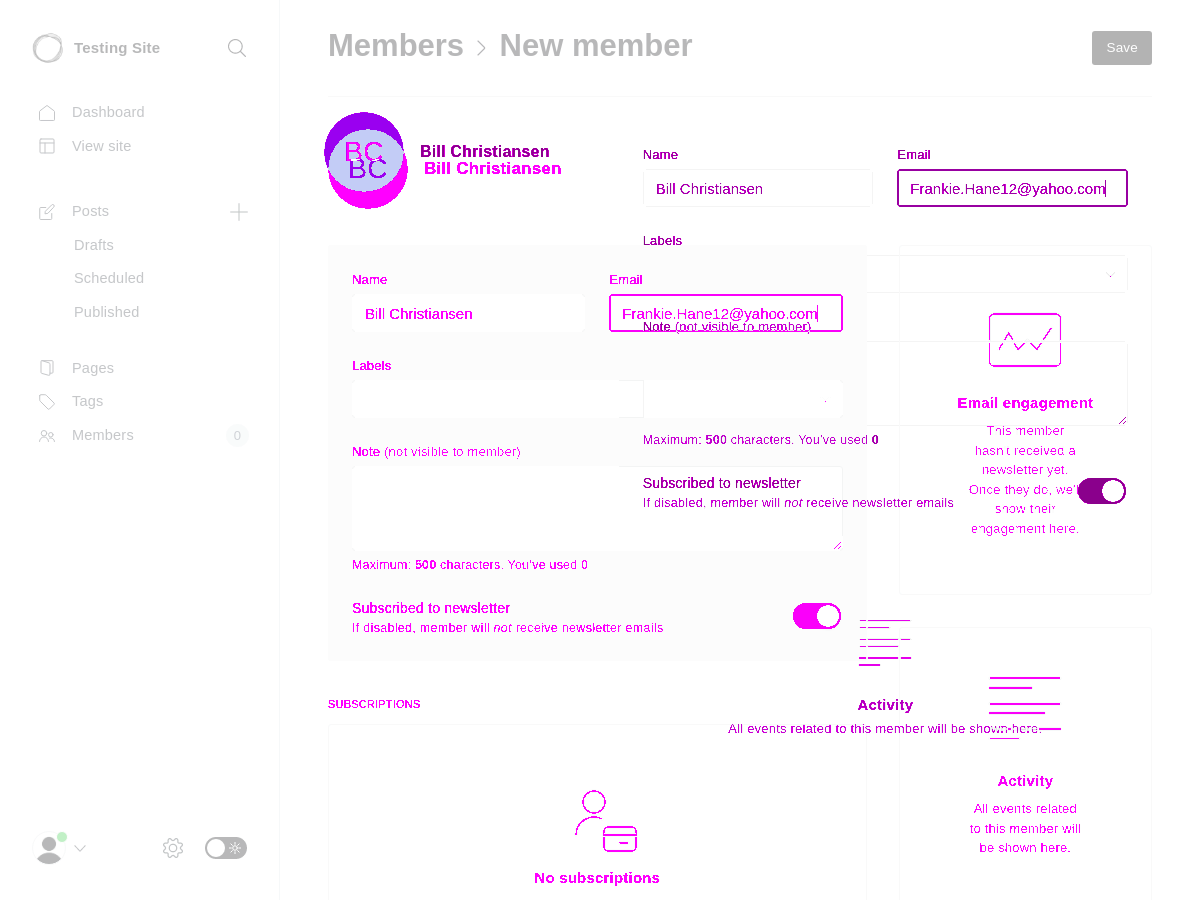 Testing Site
Members > New member
Save
Dashboard
View site
Posts
Drafts
Scheduled
Published
Pages
Tags
Members
0
BC
BC
Bill Christiansen
Bill Christiansen
Name
Email
Bill Christiansen
Frankie.Hane12@yahoo.com
Labels
Note (not visible to member)
Maximum: 500 characters. You've used 0
Subscribed to newsletter
If disabled, member will not receive newsletter emails
Name
Email
Bill Christiansen
Frankie.Hane12@yahoo.com
Labels
Note (not visible to member)
Maximum: 500 characters. You've used 0
Subscribed to newsletter
If disabled, member will not receive newsletter emails
Email engagement
This member
hasn't received a
newsletter yet.
Once they do, we'll
show their
engagement here.
SUBSCRIPTIONS
Activity
All events related to this member will be shown here.
No subscriptions
Activity
All events related
to this member will
be shown here.